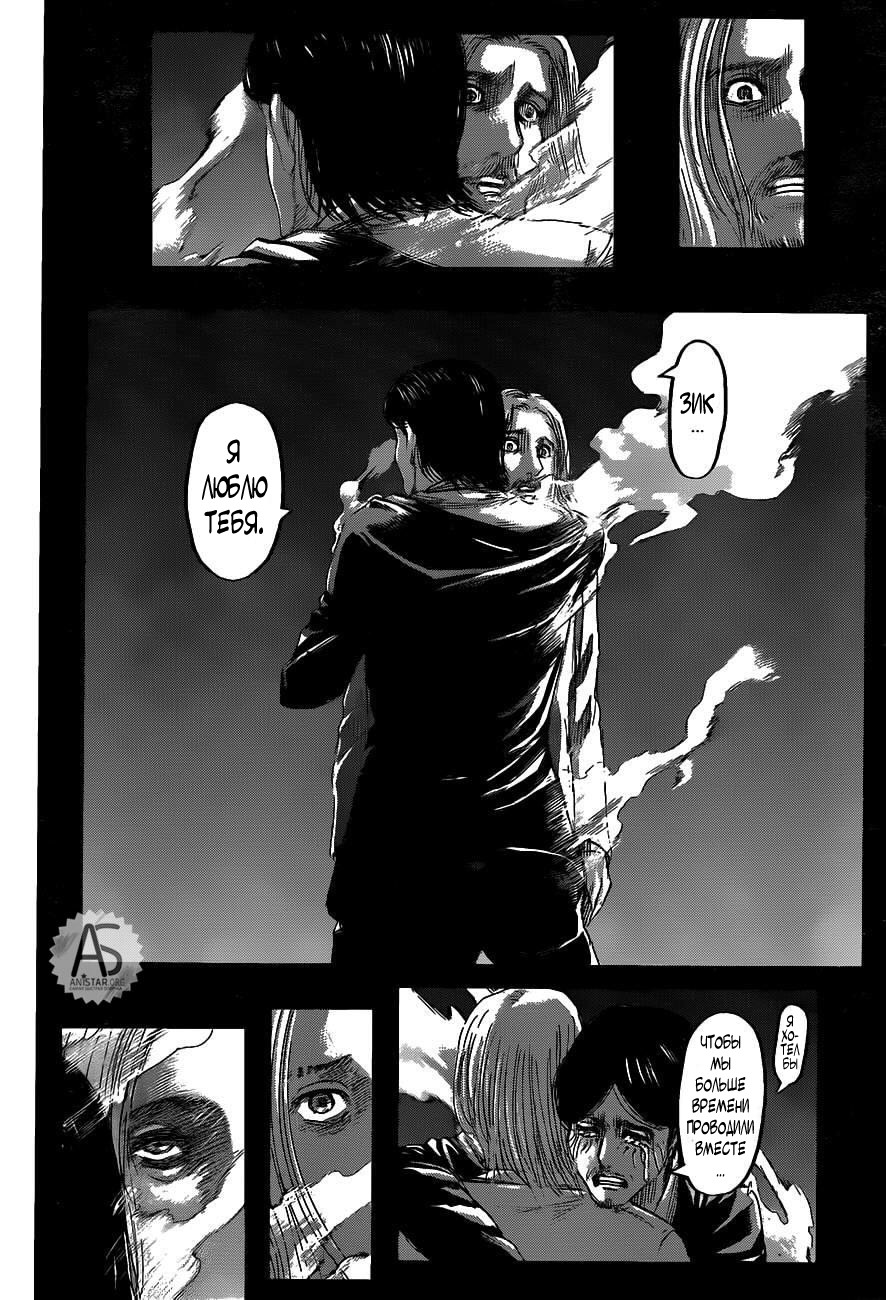 ЗИК
...
Я
ЛЮБЛЮ
ТЕБЯ.
Я
ХО-
ТЕЛ
БЫ
ЧТОБЫ
МЫ
БОЛЬШЕ
ВРЕМЕНИ
ПРОВОДИЛИ
ВМЕСТЕ
...
AS
ANISTAR.ORG